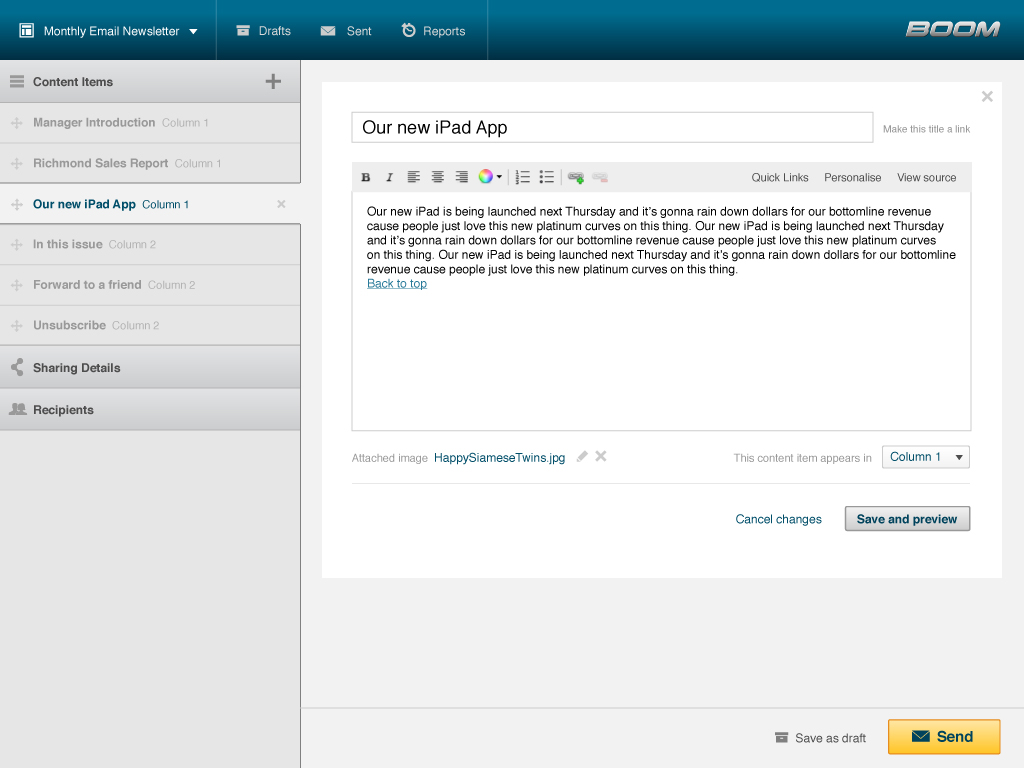 Monthly Email Newsletter
Drafts
Sent
Reports
BOOM
Content Items
Manager Introduction Column 1
Richmond Sales Report Column 1
Our new iPad App Column 1
In this issue Column 2
Forward to a friend Column 2
Unsubscribe Column 2
Sharing Details
Recipients
Our new iPad App
Make this title a link
B I
Quick Links
Personalise
View source
Our new iPad is being launched next Thursday and it's gonna rain down dollars for our bottomline revenue
cause people just love this new platinum curves on this thing. Our new iPad is being launched next Thursday
and it's gonna rain down dollars for our bottomline revenue cause people just love this new platinum curves
on this thing. Our new iPad is being launched next Thursday and it's gonna rain down dollars for our bottomline
revenue cause people just love this new platinum curves on this thing.
Back to top
Attached image HappySiameseTwins.jpg
This content item appears in Column 1
Cancel changes
Save and preview
Save as draft
Send